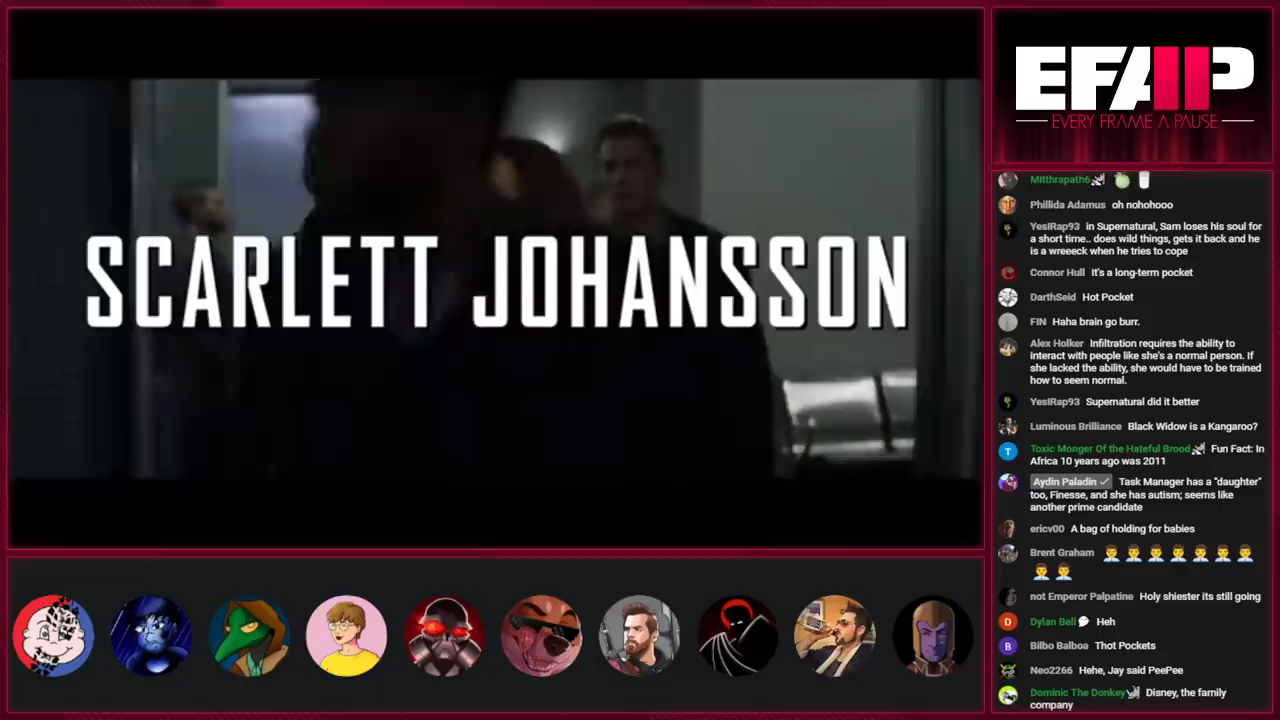 SCARLETT JOHANSSON
EFAP
EVERY FRAME A PAUSE
Mitthrapath6
Phillida Adamus oh nohohooo
YesIRap93 in Supernatural, Sam loses his soul for
a short time.. does wild things, gets it back and he
is a wreeeck when he tries to cope
Connor Hull It's a long-term pocket
DarthSeid Hot Pocket
FIN Haha brain go burr.
Alex Holker Infiltration requires the ability to
interact with people like she's a normal person. If
she lacked the ability, she would have to be trained
how to seem normal.
YesIRap93 Supernatural did it better
Luminous Brilliance Black Widow is a Kangaroo?
T
Toxic Monger Of the Hateful Brood Fun Fact: In
Africa 10 years ago was 2011
Aydin Paladin Task Manager has a "daughter"
too, Finesse, and she has autism; seems like
another prime candidate
ericv00 A bag of holding for babies
Brent Graham
not Emperor Palpatine Holy shiester its still going
D
Dylan Bell Heh
B
Bilbo Balboa Thot Pockets
Neo2266 Hehe, Jay said PeePee
Dominic The Donkey Disney, the family
company